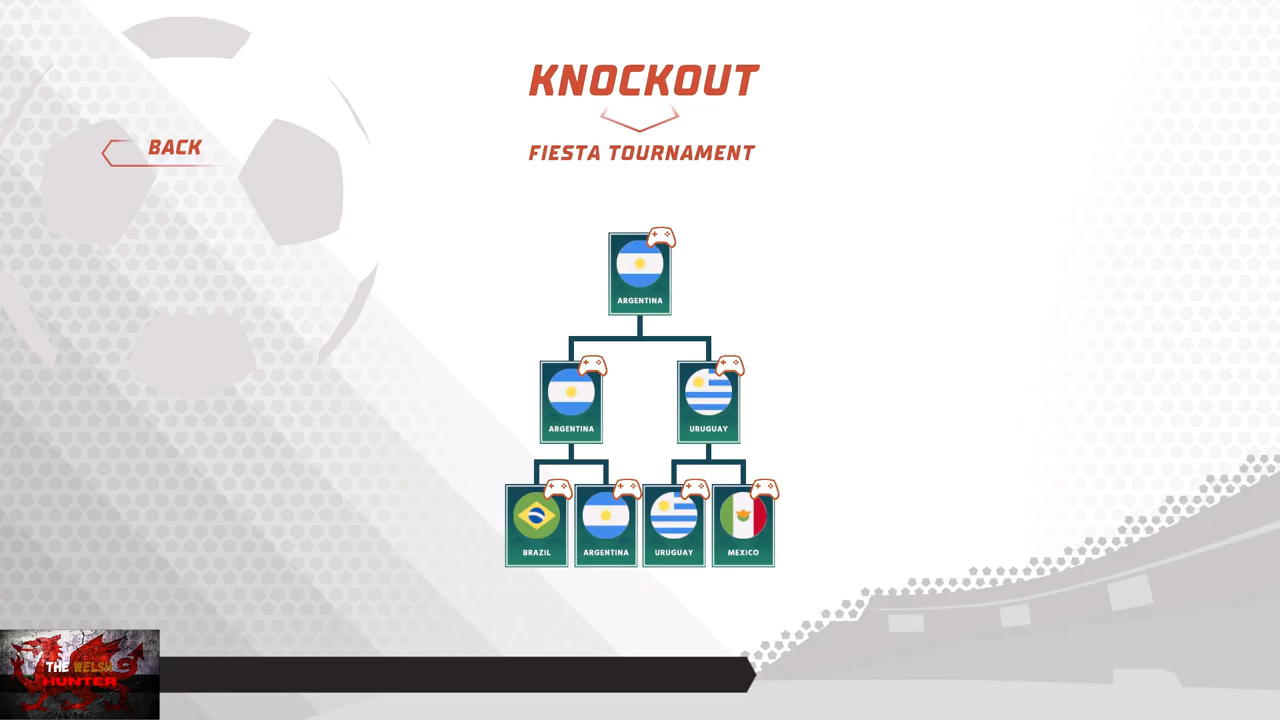 KNOCKOUT
BACK
FIESTA TOURNAMENT
ARGENTINA
ARGENTINA
URUGUAY
BRAZIL
ARGENTINA
URUGUAY
MEXICO
THE WELSH
HUNTER